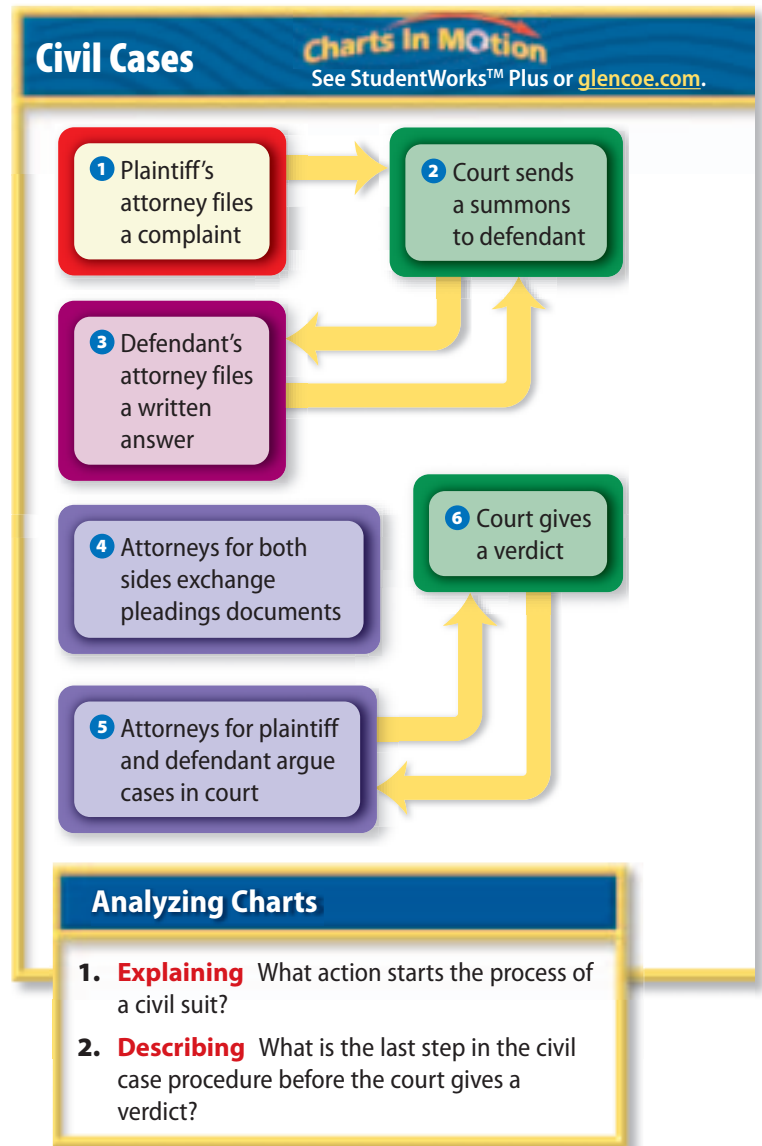 Civil Cases
Charts In MOtion
See StudentWorks™ Plus or glencoe.com.
1 Plaintiff's
attorney files
a complaint
2 Court sends
a summons
to defendant
3 Defendant's
attorney files
a written
answer
4 Attorneys for both
sides exchange
pleadings documents
6 Court gives
a verdict
5 Attorneys for plaintiff
and defendant argue
cases in court
Analyzing Charts
1. Explaining What action starts the process of
a civil suit?
2. Describing What is the last step in the civil
case procedure before the court gives a
verdict?